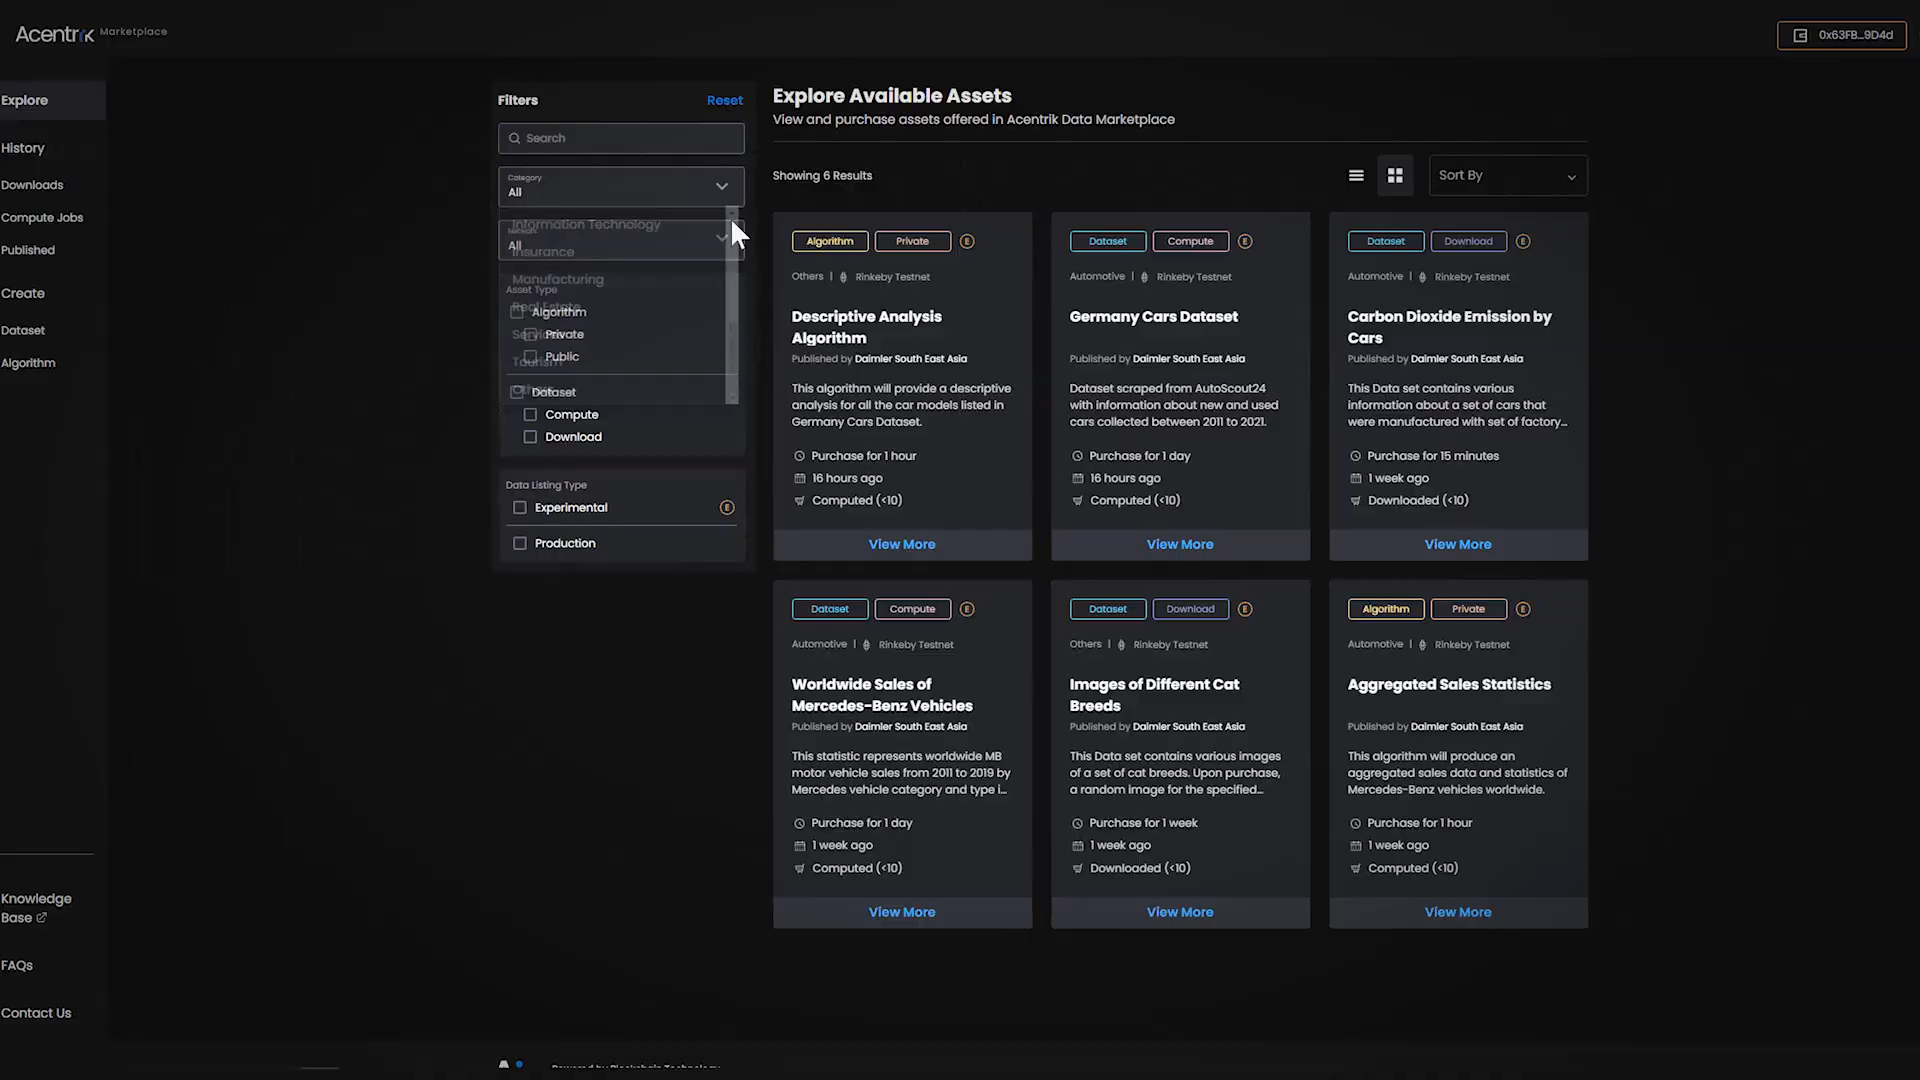 Acentrik Marketplace
0x63FB...9D4d
Explore
History
Downloads
Compute Jobs
Published
Create
Dataset
Algorithm
Knowledge
Base
FAQs
Contact Us
Filters
Reset
Search
Category
All
Information Technology
Network
All
Insurance
Manufacturing
Asset Type
Real Estate
Algorithm
Services
Private
Public
Tourism
Others
Dataset
Compute
Download
Data Listing Type
Experimental
E
Production
Explore Available Assets
View and purchase assets offered in Acentrik Data Marketplace
Showing 6 Results
Sort By
Algorithm Private E
Others | Rinkeby Testnet
Descriptive Analysis
Algorithm
Published by Daimler South East Asia
This algorithm will provide a descriptive
analysis for all the car models listed in
Germany Cars Dataset.
Purchase for 1 hour
16 hours ago
Computed (<10)
View More
Dataset Compute E
Automotive | Rinkeby Testnet
Germany Cars Dataset
Published by Daimler South East Asia
Dataset scraped from AutoScout24
with information about new and used
cars collected between 2011 to 2021.
Purchase for 1 day
16 hours ago
Computed (<10)
View More
Dataset Download E
Automotive | Rinkeby Testnet
Carbon Dioxide Emission by
Cars
Published by Daimler South East Asia
This Data set contains various
information about a set of cars that
were manufactured with set of factory...
Purchase for 15 minutes
1 week ago
Downloaded (<10)
View More
Dataset Compute E
Automotive | Rinkeby Testnet
Worldwide Sales of
Mercedes-Benz Vehicles
Published by Daimler South East Asia
This statistic represents worldwide MB
motor vehicle sales from 2011 to 2019 by
Mercedes vehicle category and type i...
Purchase for 1 day
1 week ago
Computed (<10)
View More
Dataset Download E
Others | Rinkeby Testnet
Images of Different Cat
Breeds
Published by Daimler South East Asia
This Data set contains various images
of a set of cat breeds. Upon purchase,
a random image for the specified...
Purchase for 1 week
1 week ago
Downloaded (<10)
View More
Algorithm Private E
Automotive | Rinkeby Testnet
Aggregated Sales Statistics
Published by Daimler South East Asia
This algorithm will produce an
aggregated sales data and statistics of
Mercedes-Benz vehicles worldwide.
Purchase for 1 hour
1 week ago
Computed (<10)
View More
Powered by Blockchain Technology